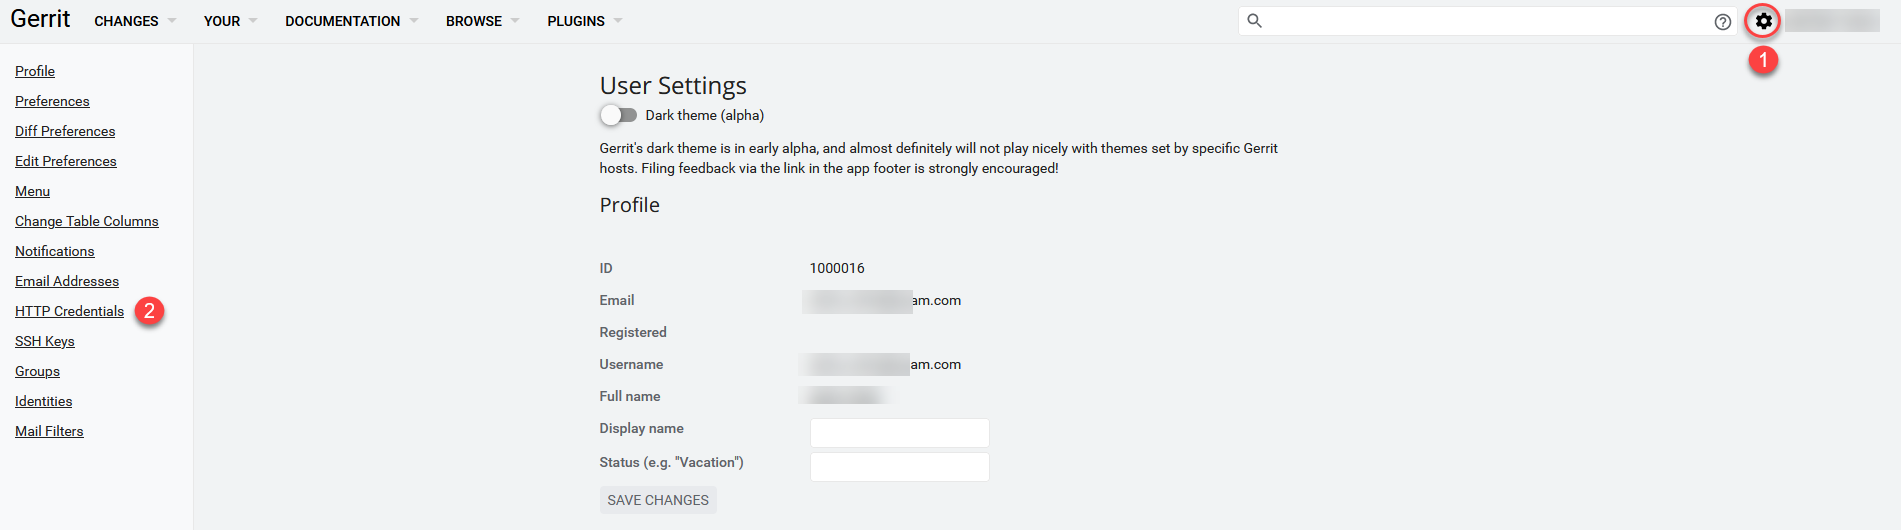 Gerrit CHANGES YOUR DOCUMENTATION BROWSE PLUGINS
1
Profile
Preferences
Diff Preferences
Edit Preferences
Menu
Change Table Columns
Notifications
Email Addresses
HTTP Credentials 2
SSH Keys
Groups
Identities
Mail Filters
User Settings
Dark theme (alpha)
Gerrit's dark theme is in early alpha, and almost definitely will not play nicely with themes set by specific Gerrit
hosts. Filing feedback via the link in the app footer is strongly encouraged!
Profile
ID 1000016
Email am.com
Registered
Username am.com
Full name
Display name
Status (e.g. "Vacation")
SAVE CHANGES